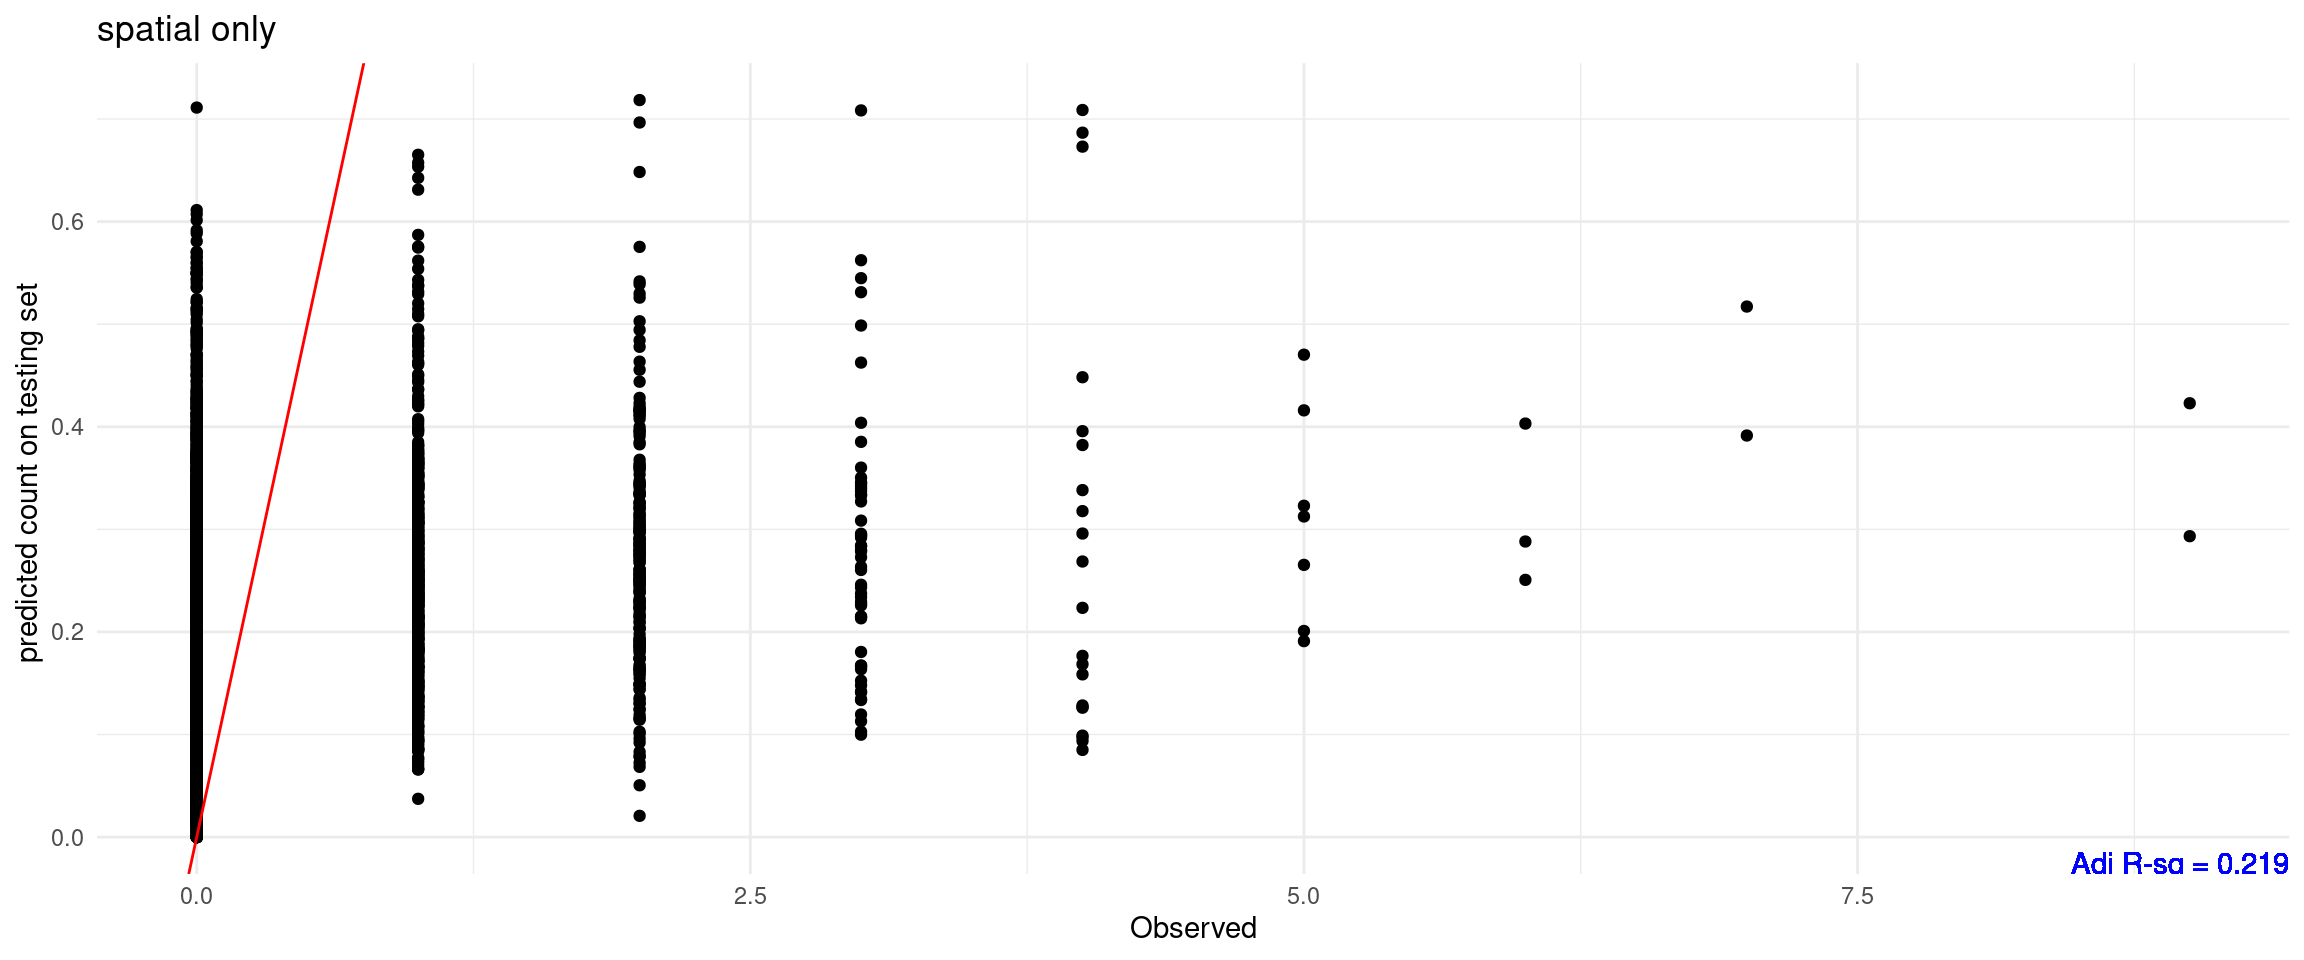 spatial only
predicted count on testing set
0.6
0.4
0.2
0.0
Adj R-sq = 0.219
0.0 2.5 5.0 7.5
Observed